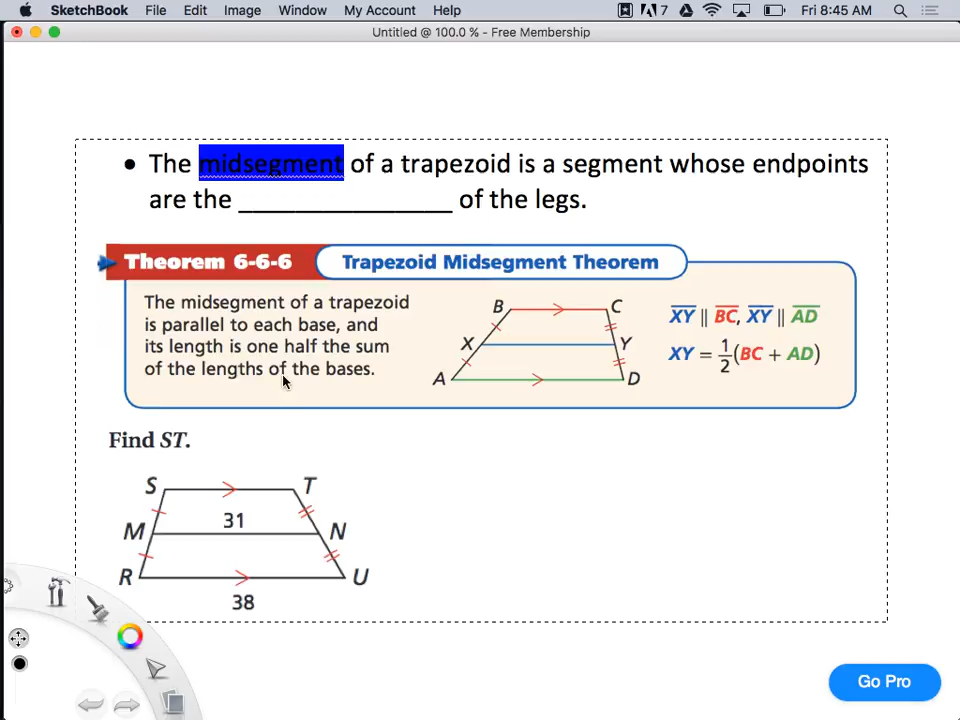 SketchBook File Edit Image Window My Account Help 7 Fri 8:45 AM
Untitled @ 100.0 % - Free Membership
• The midsegment of a trapezoid is a segment whose endpoints
are the _______________ of the legs.
Theorem 6-6-6 Trapezoid Midsegment Theorem
The midsegment of a trapezoid
is parallel to each base, and
its length is one half the sum
of the lengths of the bases.
B C
X Y
A D
XY || BC, XY || AD
XY = 1/2(BC + AD)
Find ST.
S T
31
M N
R U
38
Go Pro